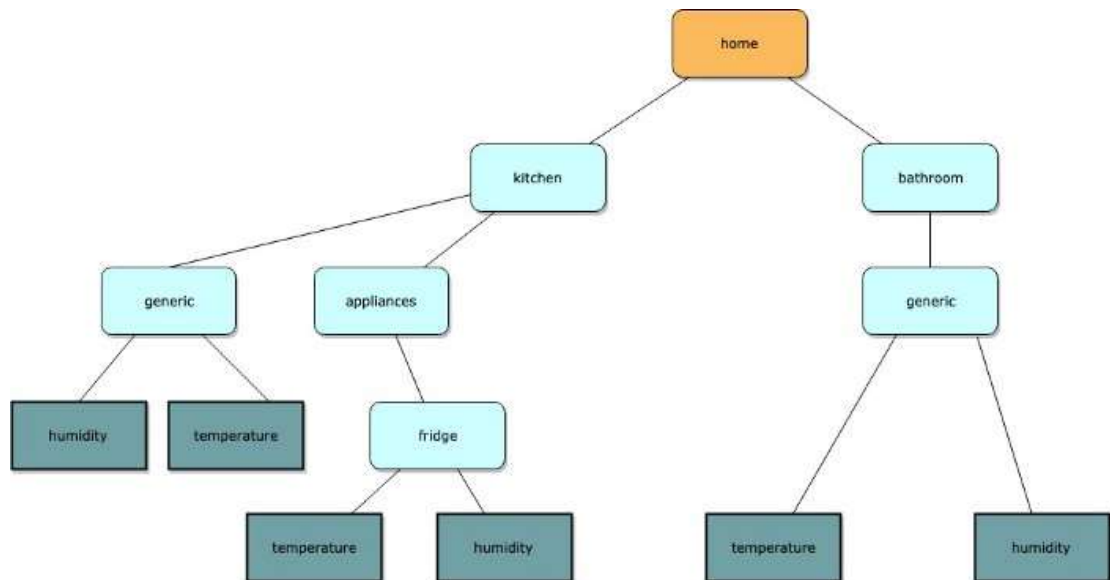 home
kitchen
bathroom
generic
appliances
generic
humidity
temperature
fridge
temperature
humidity
temperature
humidity